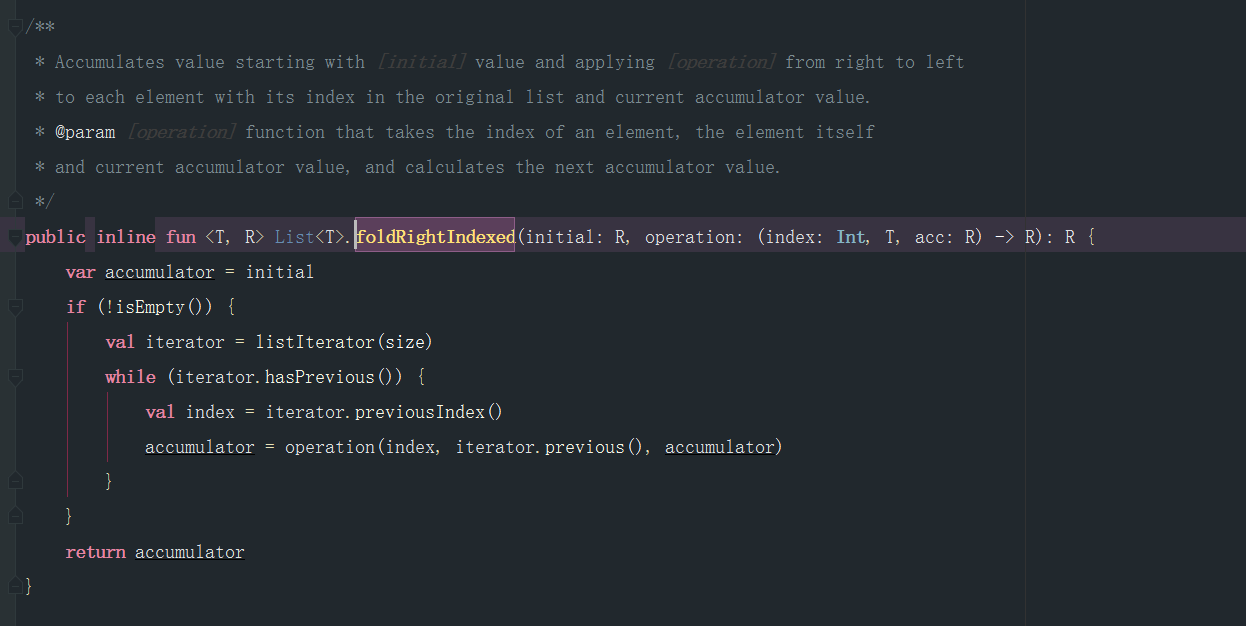 /**
 * Accumulates value starting with [initial] value and applying [operation] from right to left
 * to each element with its index in the original list and current accumulator value.
 * @param [operation] function that takes the index of an element, the element itself
 * and current accumulator value, and calculates the next accumulator value.
 */
public inline fun <T, R> List<T>.foldRightIndexed(initial: R, operation: (index: Int, T, acc: R) -> R): R {
    var accumulator = initial
    if (!isEmpty()) {
        val iterator = listIterator(size)
        while (iterator.hasPrevious()) {
            val index = iterator.previousIndex()
            accumulator = operation(index, iterator.previous(), accumulator)
        }
    }
    return accumulator
}